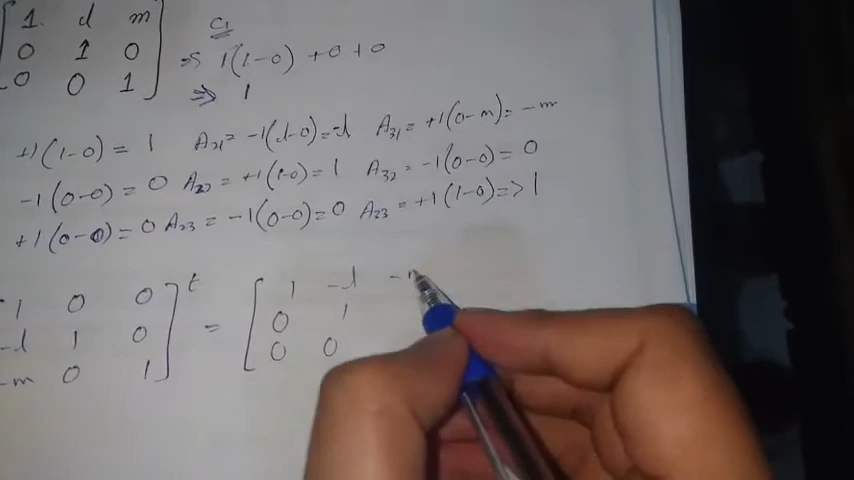 1 d m
0 1 0
0 0 1
C1
=> 1(1-0) +0+0
=> 1
+1(1-0) = 1 A21= -1(d-0)=-d A31= +1(0-m)= -m
-1(0-0) = 0 A22 = +1(1-0)= 1 A32= -1(0-0) = 0
+1(0-0)= 0 A23 = -1(0-0)=0 A23 = +1(1-0)=> 1
1 0 0
-d 1 0
-m 0 1
t
=
1 -d -m
0 1
0 0